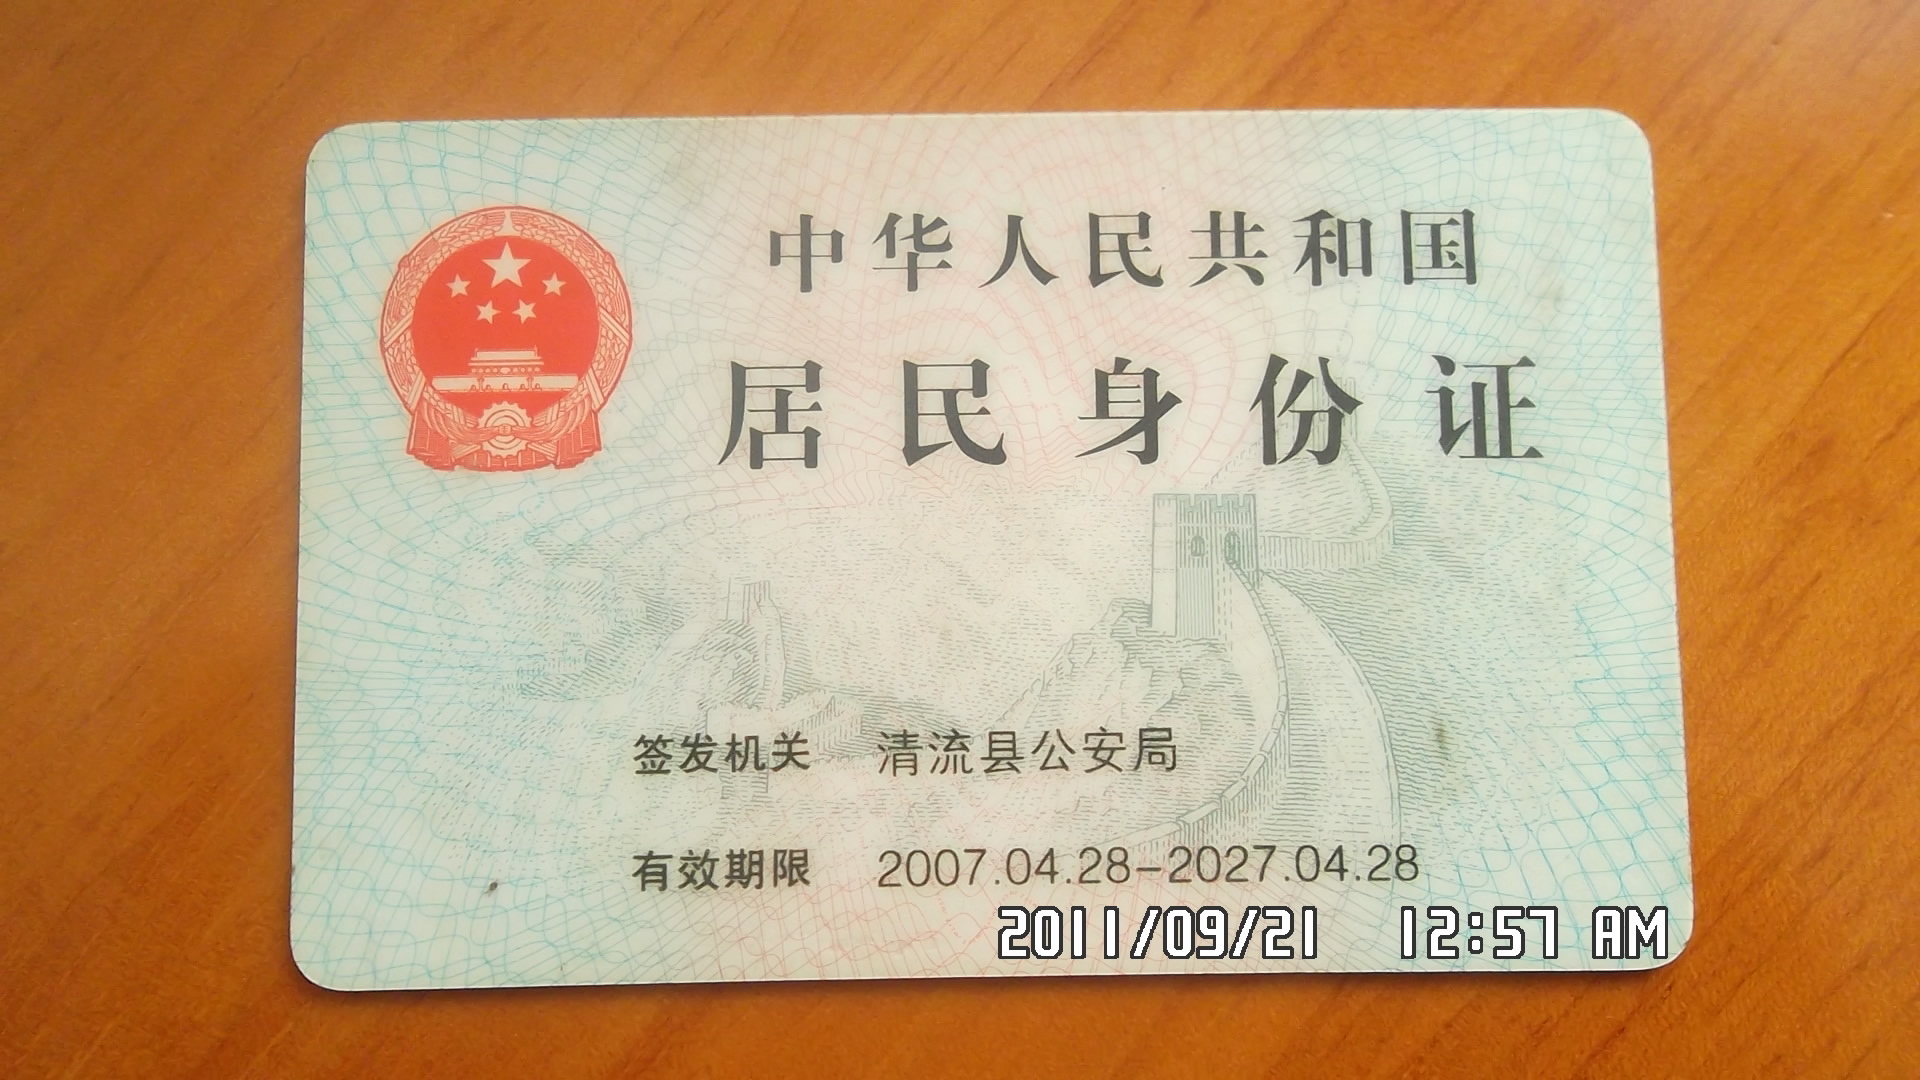 中华人民共和国
居民身份证
签发机关 清流县公安局
有效期限 2007.04.28-2027.04.28
2011/09/21 12:57 AM